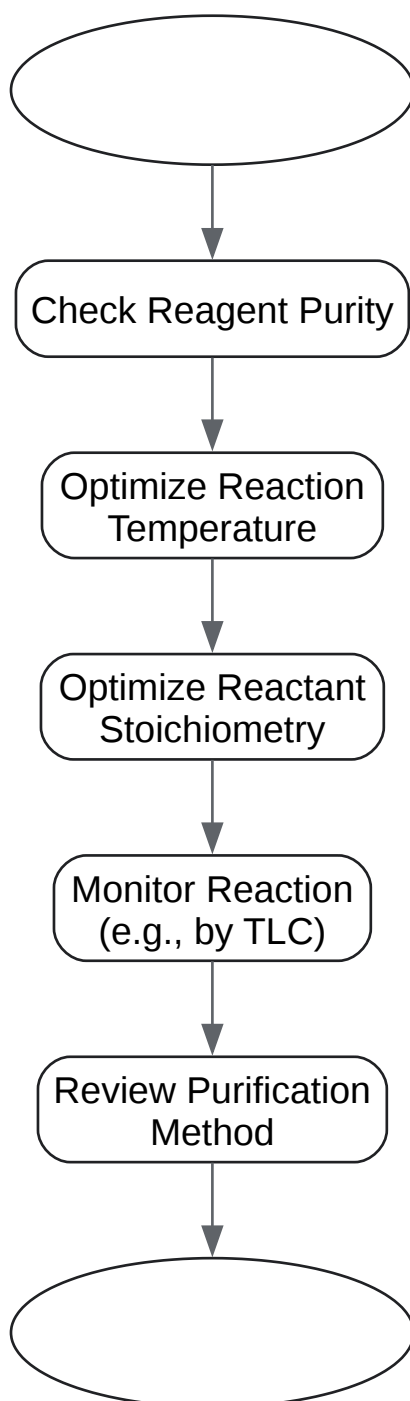 Check Reagent Purity
Optimize Reaction
Temperature
Optimize Reactant
Stoichiometry
Monitor Reaction
(e.g., by TLC)
Review Purification
Method